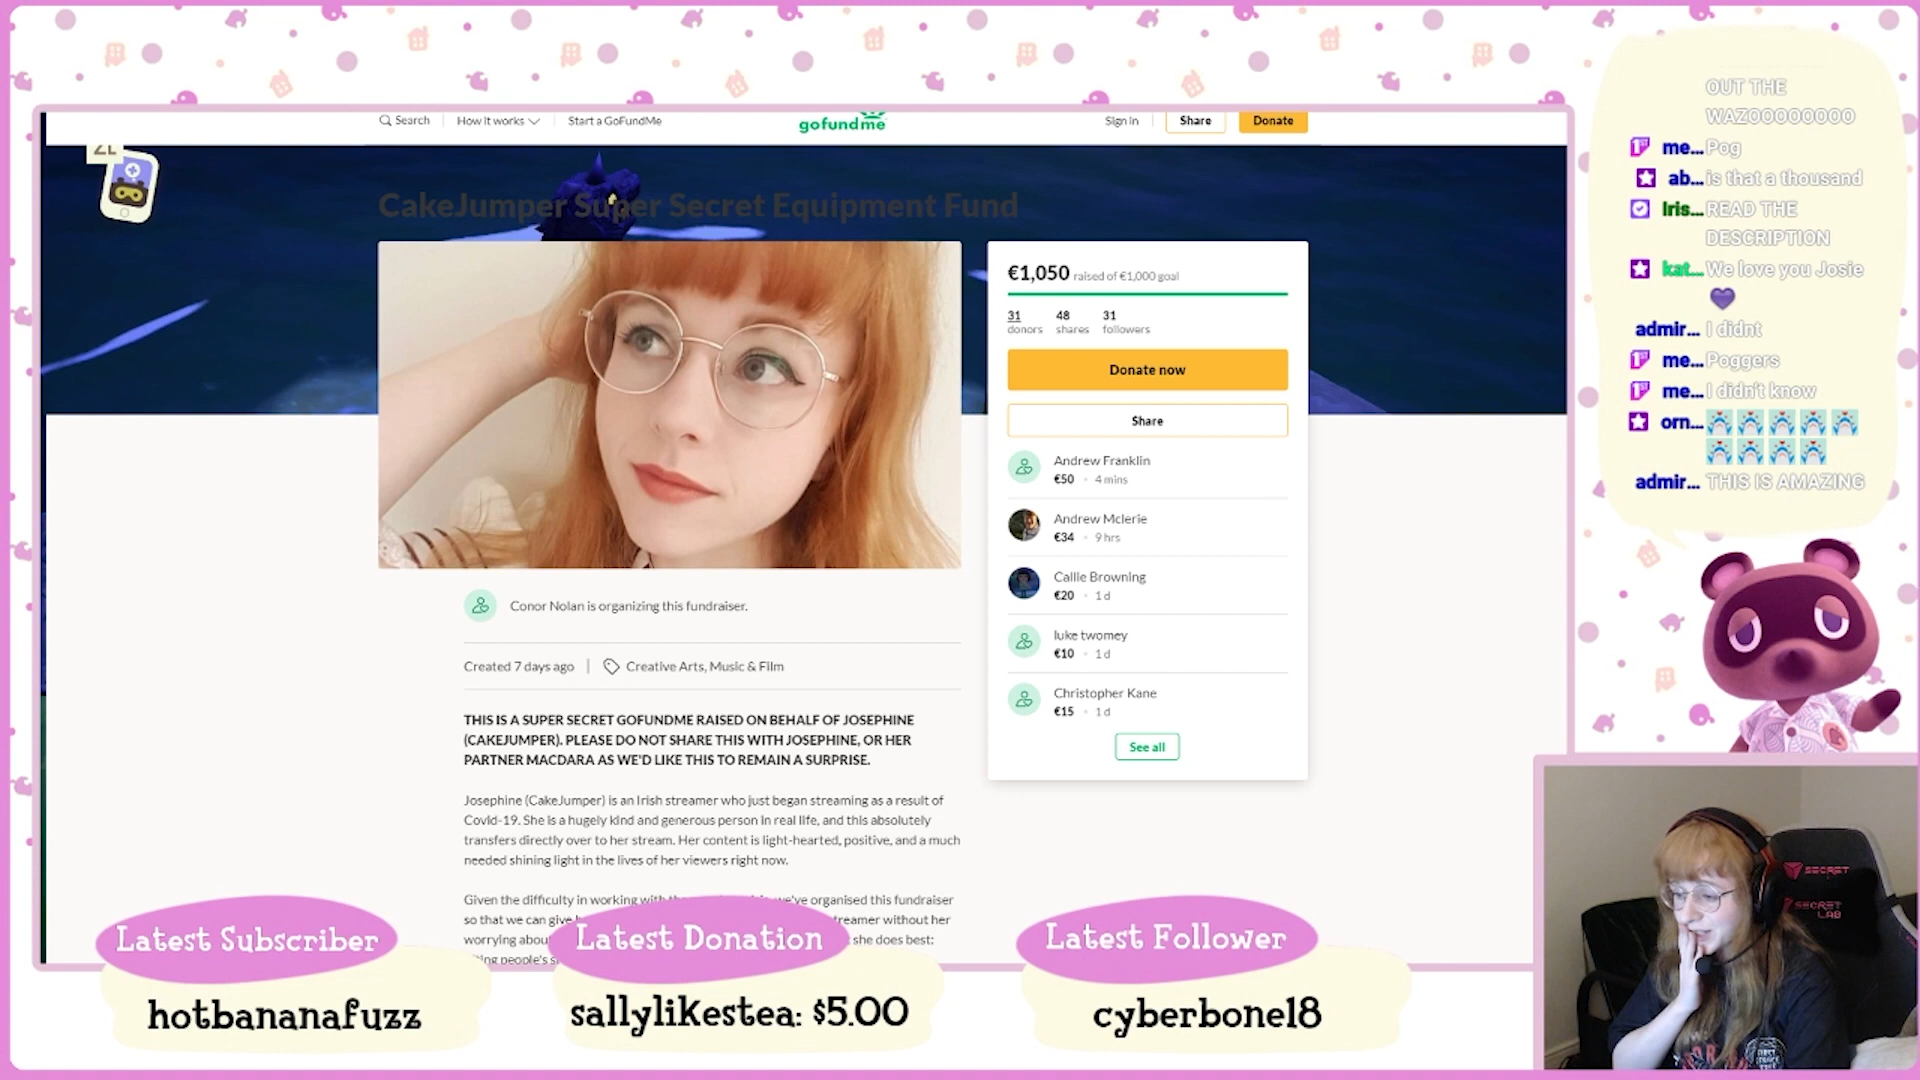 Search
How it works
Start a GoFundMe
gofundme
Sign in
Share
Donate
ZL
CakeJumper Super Secret Equipment Fund
€1,050 raised of €1,000 goal
31
donors
48
shares
31
followers
Donate now
Share
Andrew Franklin
€50 • 4 mins
Andrew Mclerie
€34 • 9 hrs
Callie Browning
€20 • 1 d
luke twomey
€10 • 1 d
Christopher Kane
€15 • 1 d
See all
Conor Nolan is organizing this fundraiser.
Created 7 days ago | Creative Arts, Music & Film
THIS IS A SUPER SECRET GOFUNDME RAISED ON BEHALF OF JOSEPHINE
(CAKEJUMPER). PLEASE DO NOT SHARE THIS WITH JOSEPHINE, OR HER
PARTNER MACDARA AS WE'D LIKE THIS TO REMAIN A SURPRISE.
Josephine (CakeJumper) is an Irish streamer who just began streaming as a result of
Covid-19. She is a hugely kind and generous person in real life, and this absolutely
transfers directly over to her stream. Her content is light-hearted, positive, and a much
needed shining light in the lives of her viewers right now.
Given the difficulty in working with we've organised this fundraiser
so that we can give streamer without her
worrying about she does best:
people's
OUT THE
WAZOOOOOOOO
me... Pog
ab... is that a thousand
Iris... READ THE
DESCRIPTION
kat... We love you Josie
admir... I didnt
me... Poggers
me... I didn't know
orn...
admir... THIS IS AMAZING
Latest Subscriber
hotbananafuzz
Latest Donation
sallylikestea: $5.00
Latest Follower
cyberbone18
SECRET
SECRET
LAB